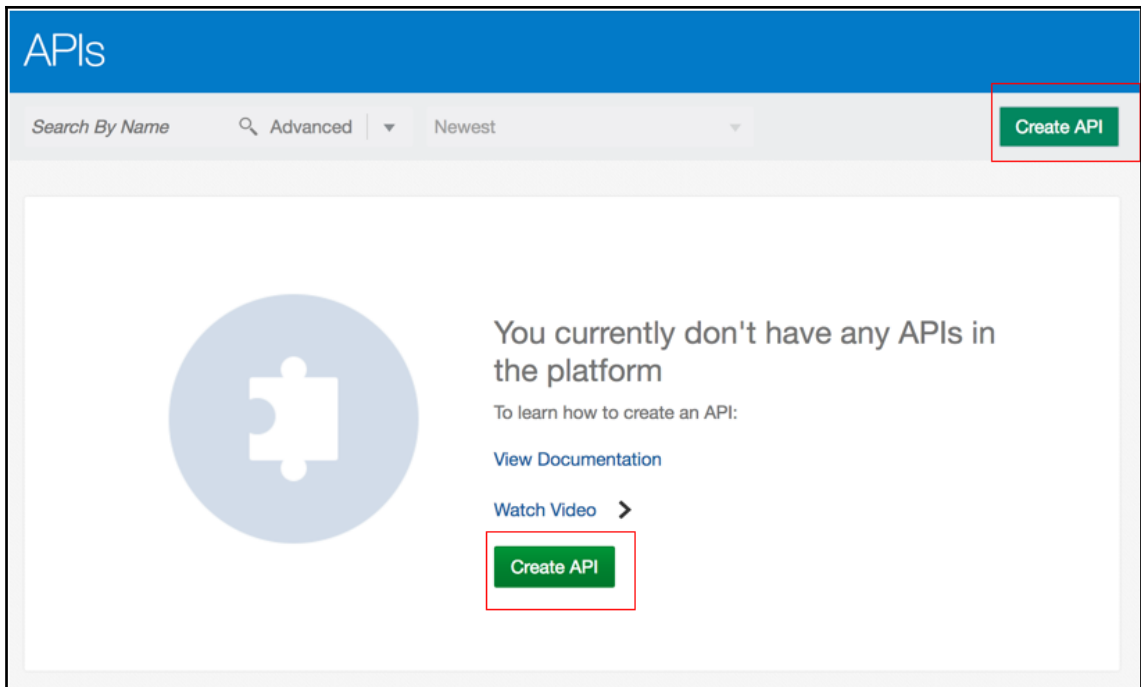 APIs
Search By Name Advanced Newest Create API
You currently don't have any APIs in
the platform
To learn how to create an API:
View Documentation
Watch Video
Create API